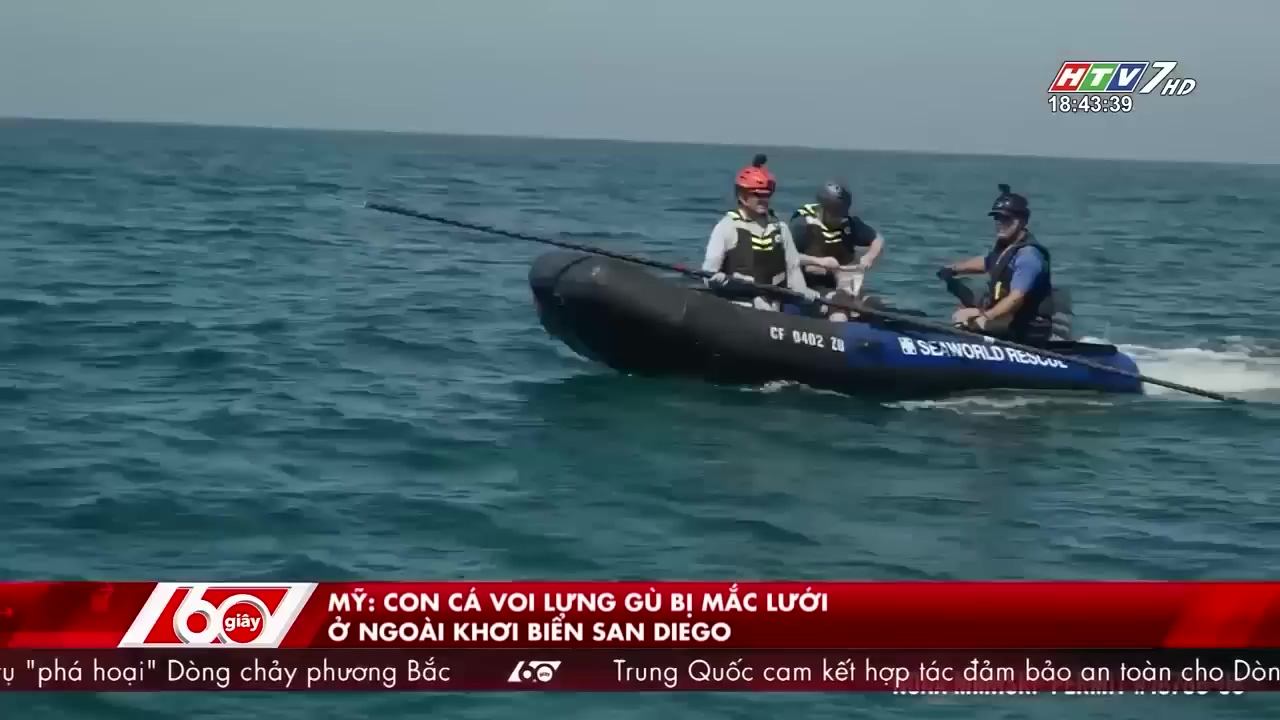 HTV7 HD
18:43:39
CF 0402 ZB
SEAWORLD RESCUE
60 giây
MỸ: CON CÁ VOI LƯNG GÙ BỊ MẮC LƯỚI
Ở NGOÀI KHƠI BIỂN SAN DIEGO
"phá hoại" Dòng chảy phương Bắc 60 giây Trung Quốc cam kết hợp tác đảm bảo an toàn cho